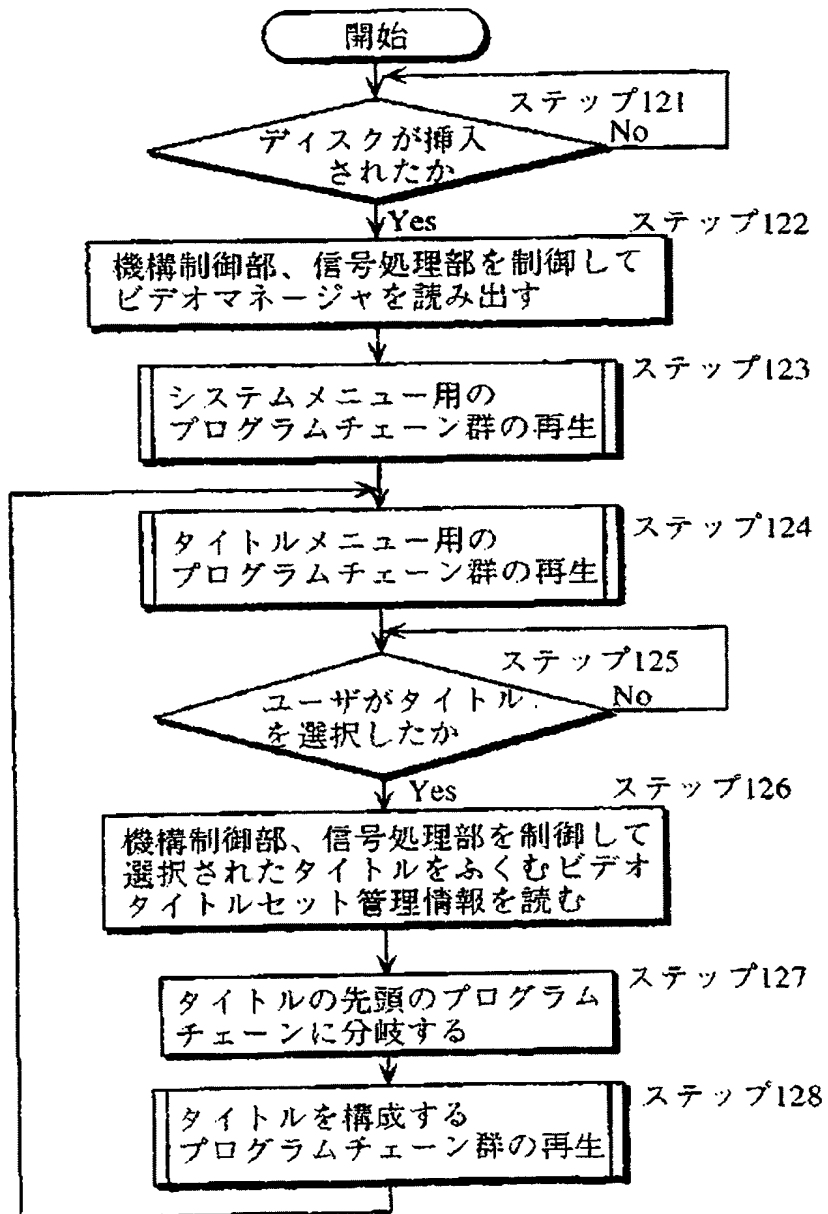 開始
ステップ121
ディスクが挿入
されたか
No
Yes
ステップ122
機構制御部、信号処理部を制御して
ビデオマネージャを読み出す
ステップ123
システムメニュー用の
プログラムチェーン群の再生
ステップ124
タイトルメニュー用の
プログラムチェーン群の再生
ステップ125
ユーザがタイトル
を選択したか
No
Yes
ステップ126
機構制御部、信号処理部を制御して
選択されたタイトルをふくむビデオ
タイトルセット管理情報を読む
ステップ127
タイトルの先頭のプログラム
チェーンに分岐する
ステップ128
タイトルを構成する
プログラムチェーン群の再生